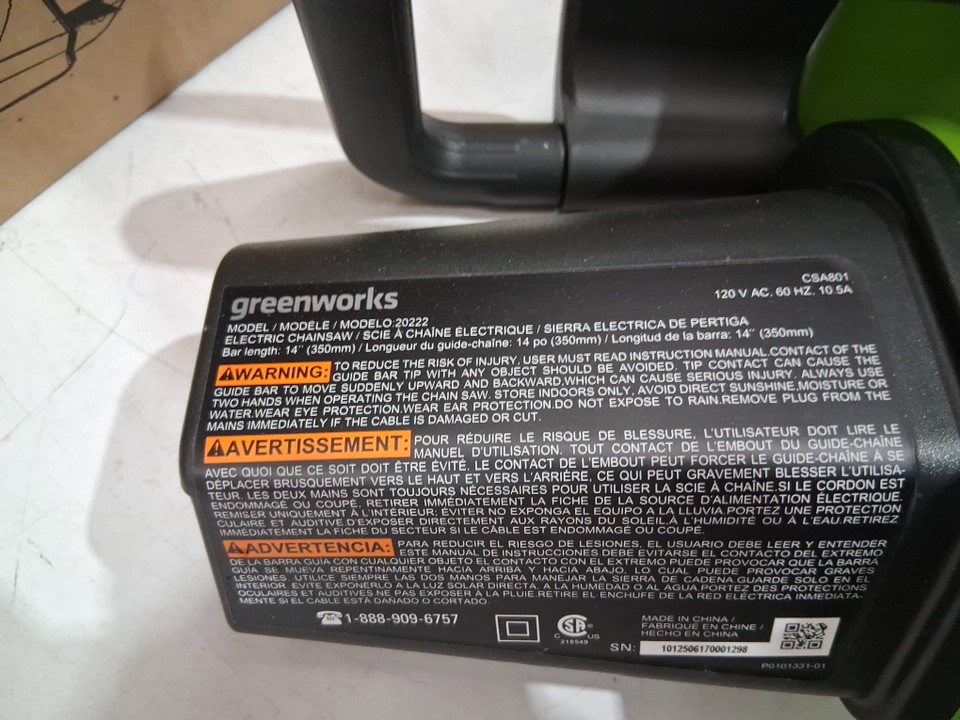 greenworks
CSA801
120 V AC, 60 HZ, 10.5A
MODEL / MODÈLE / MODELO:20222
ELECTRIC CHAINSAW / SCIE À CHAÎNE ÉLECTRIQUE / SIERRA ELECTRICA DE PERTIGA
Bar length: 14'' (350mm) / Longueur du guide-chaîne: 14 po (350mm) / Longitud de la barra: 14'' (350mm)
WARNING: TO REDUCE THE RISK OF INJURY, USER MUST READ INSTRUCTION MANUAL.CONTACT OF THE
GUIDE BAR TIP WITH ANY OBJECT SHOULD BE AVOIDED. TIP CONTACT CAN CAUSE THE
GUIDE BAR TO MOVE SUDDENLY UPWARD AND BACKWARD,WHICH CAN CAUSE SERIOUS INJURY. ALWAYS USE
TWO HANDS WHEN OPERATING THE CHAIN SAW. STORE INDOORS ONLY. AVOID DIRECT SUNSHINE,MOISTURE OR
WATER.WEAR EYE PROTECTION.WEAR EAR PROTECTION.DO NOT EXPOSE TO RAIN.REMOVE PLUG FROM THE
MAINS IMMEDIATELY IF THE CABLE IS DAMAGED OR CUT.
AVERTISSEMENT: POUR RÉDUIRE LE RISQUE DE BLESSURE, L'UTILISATEUR DOIT LIRE LE
MANUEL D'UTILISATION. TOUT CONTACT DE L'EMBOUT DU GUIDE-CHAÎNE
AVEC QUOI QUE CE SOIT DOIT ÊTRE ÉVITÉ. LE CONTACT DE L'EMBOUT PEUT FORCER LE GUIDE-CHAÎNE À SE
DÉPLACER BRUSQUEMENT VERS LE HAUT ET VERS L'ARRIÈRE, CE QUI PEUT GRAVEMENT BLESSER L'UTILISA-
TEUR. LES DEUX MAINS SONT TOUJOURS NÉCESSAIRES POUR UTILISER LA SCIE À CHAÎNE.SI LE CORDON EST
ENDOMMAGÉ OU COUPÉ, RETIRER IMMÉDIATEMENT LA FICHE DE LA SOURCE D'ALIMENTATION ÉLECTRIQUE.
REMISER UNIQUEMENT À L'INTÉRIEUR; ÉVITER NO EXPONGA EL EQUIPO A LA LLUVIA.PORTEZ UNE PROTECTION
CULAIRE ET AUDITIVE.D'EXPOSER DIRECTEMENT AUX RAYONS DU SOLEIL,À L'HUMIDITÉ OU À L'EAU.RETIREZ
IMMÉDIATEMENT LA FICHE DU SECTEUR SI LE CÂBLE EST ENDOMMAGÉ OU COUPÉ.
ADVERTENCIA: PARA REDUCIR EL RIESGO DE LESIONES, EL USUARIO DEBE LEER Y ENTENDER
ESTE MANUAL DE INSTRUCCIONES.DEBE EVITARSE EL CONTACTO DEL EXTREMO
DE LA BARRA GUÍA CON CUALQUIER OBJETO.EL CONTACTO CON EL EXTREMO PUEDE PROVOCAR QUE LA BARRA
GUÍA SE MUEVA REPENTINAMENTE HACIA ARRIBA Y HACIA ABAJO, LO CUAL PUEDE PROVOCAR GRAVES
LESIONES. UTILICE SIEMPRE LAS DOS MANOS PARA MANEJAR LA SIERRA DE CADENA.GUARDE SOLO EN EL
INTERIOR. EVITE EXPONERLO A LA LUZ SOLAR DIRECTA, A LA HUMEDAD O AL AGUA.PORTEZ DES PROTECTIONS
OCULAIRES ET AUDITIVES.NE PAS EXPOSER À LA PLUIE.RETIRE EL ENCHUFE DE LA RED ELÉCTRICA INMEDIATA-
MENTE SI EL CABLE ESTÁ DAÑADO O CORTADO.
1-888-909-6757
C US
218549
MADE IN CHINA /
FABRIQUÉ EN CHINE /
HECHO EN CHINA
SN: 1012506170001298
P0101331-01